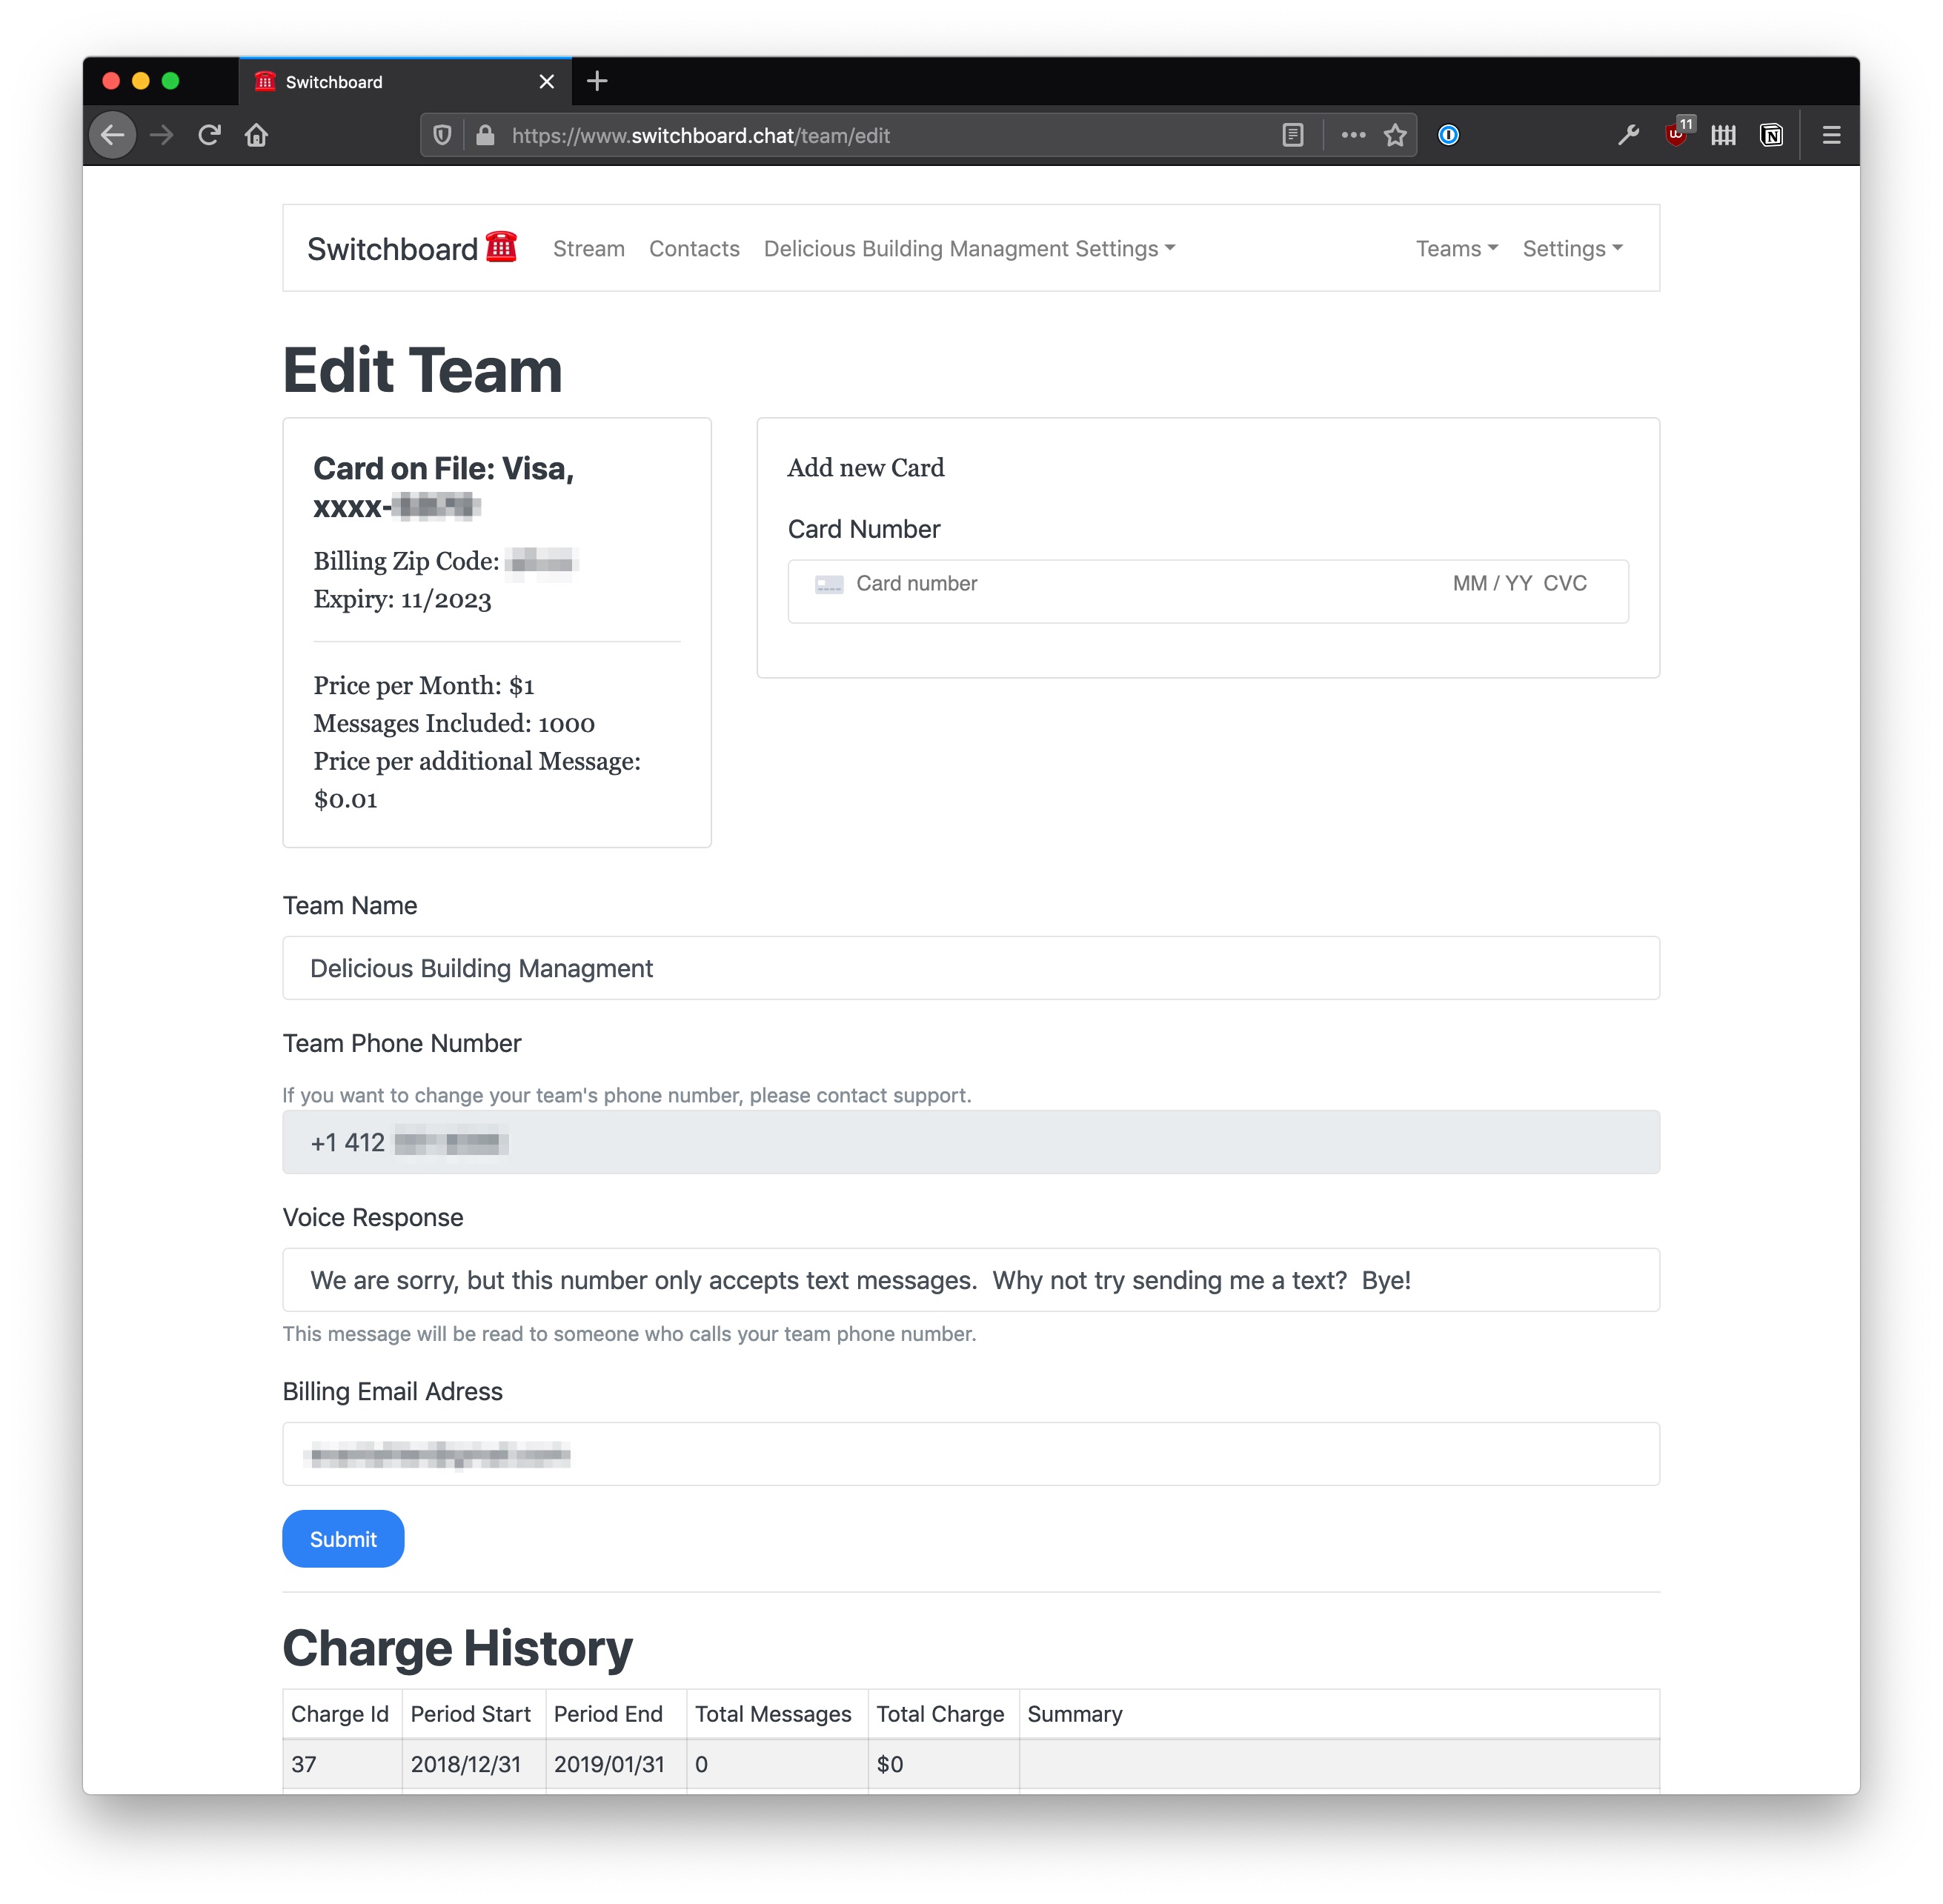 Switchboard
11
https://www.switchboard.chat/team/edit
Switchboard Stream Contacts Delicious Building Managment Settings Teams Settings
Edit Team
Card on File: Visa,
xxxx-
Billing Zip Code:
Expiry: 11/2023
Price per Month: $1
Messages Included: 1000
Price per additional Message:
$0.01
Add new Card
Card Number
Card number MM / YY CVC
Team Name
Delicious Building Managment
Team Phone Number
If you want to change your team's phone number, please contact support.
+1 412
Voice Response
We are sorry, but this number only accepts text messages.  Why not try sending me a text?  Bye!
This message will be read to someone who calls your team phone number.
Billing Email Adress
Submit
Charge History
Charge Id Period Start Period End Total Messages Total Charge Summary
37 2018/12/31 2019/01/31 0 $0